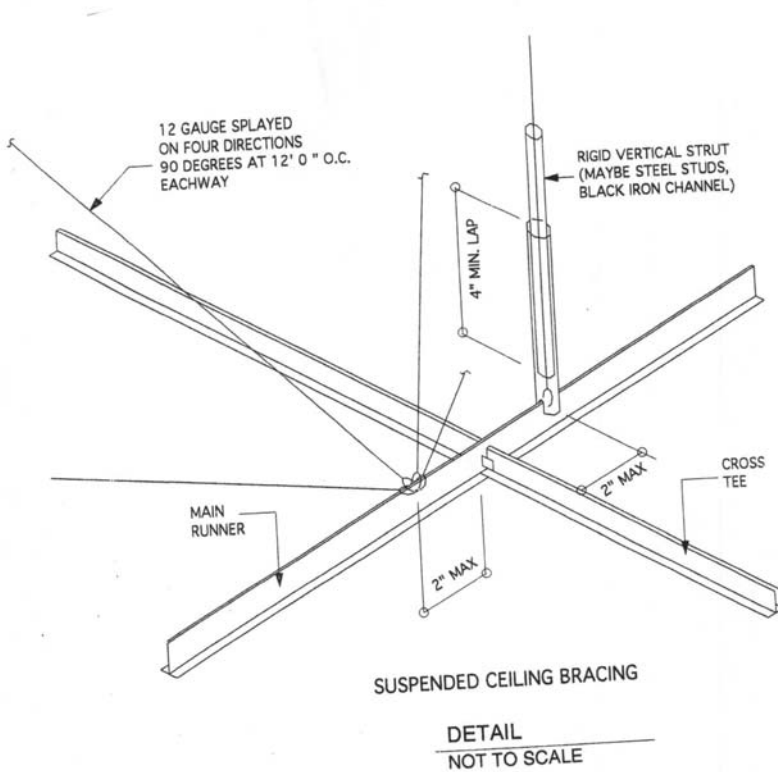 12 GAUGE SPLAYED
ON FOUR DIRECTIONS
90 DEGREES AT 12' 0 " O.C.
EACHWAY
RIGID VERTICAL STRUT
(MAYBE STEEL STUDS,
BLACK IRON CHANNEL)
4" MIN. LAP
2" MAX
CROSS
TEE
MAIN
RUNNER
2" MAX
SUSPENDED CEILING BRACING
DETAIL
NOT TO SCALE